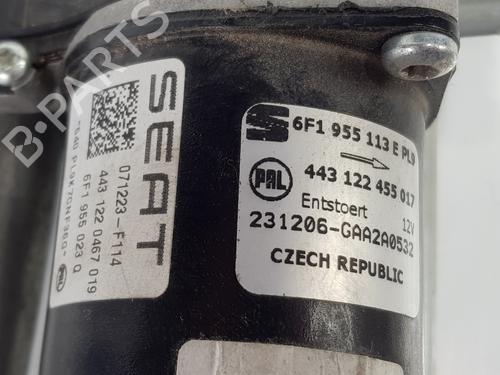 SEAT
071223-F114
443 122 0467 019
6F1 955 023 Q
6F1 955 113 E PL9
PAL
443 122 455 017
Entstoert 12V
231206-GAA2A0532
CZECH REPUBLIC